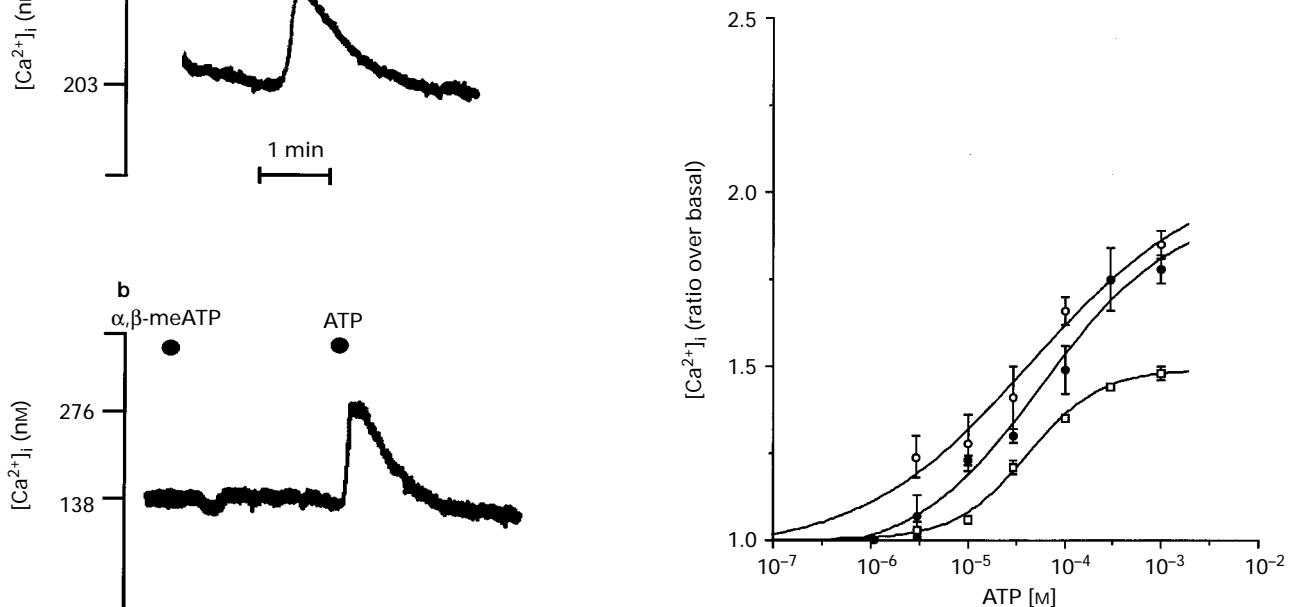 [Ca²⁺]ᵢ (nM
203
1 min
b
α,β-meATP
ATP
[Ca²⁺]ᵢ (nM)
276
138
[Ca²⁺]ᵢ (ratio over basal)
2.5
2.0
1.5
1.0
10⁻⁷ 10⁻⁶ 10⁻⁵ 10⁻⁴ 10⁻³ 10⁻²
ATP [M]